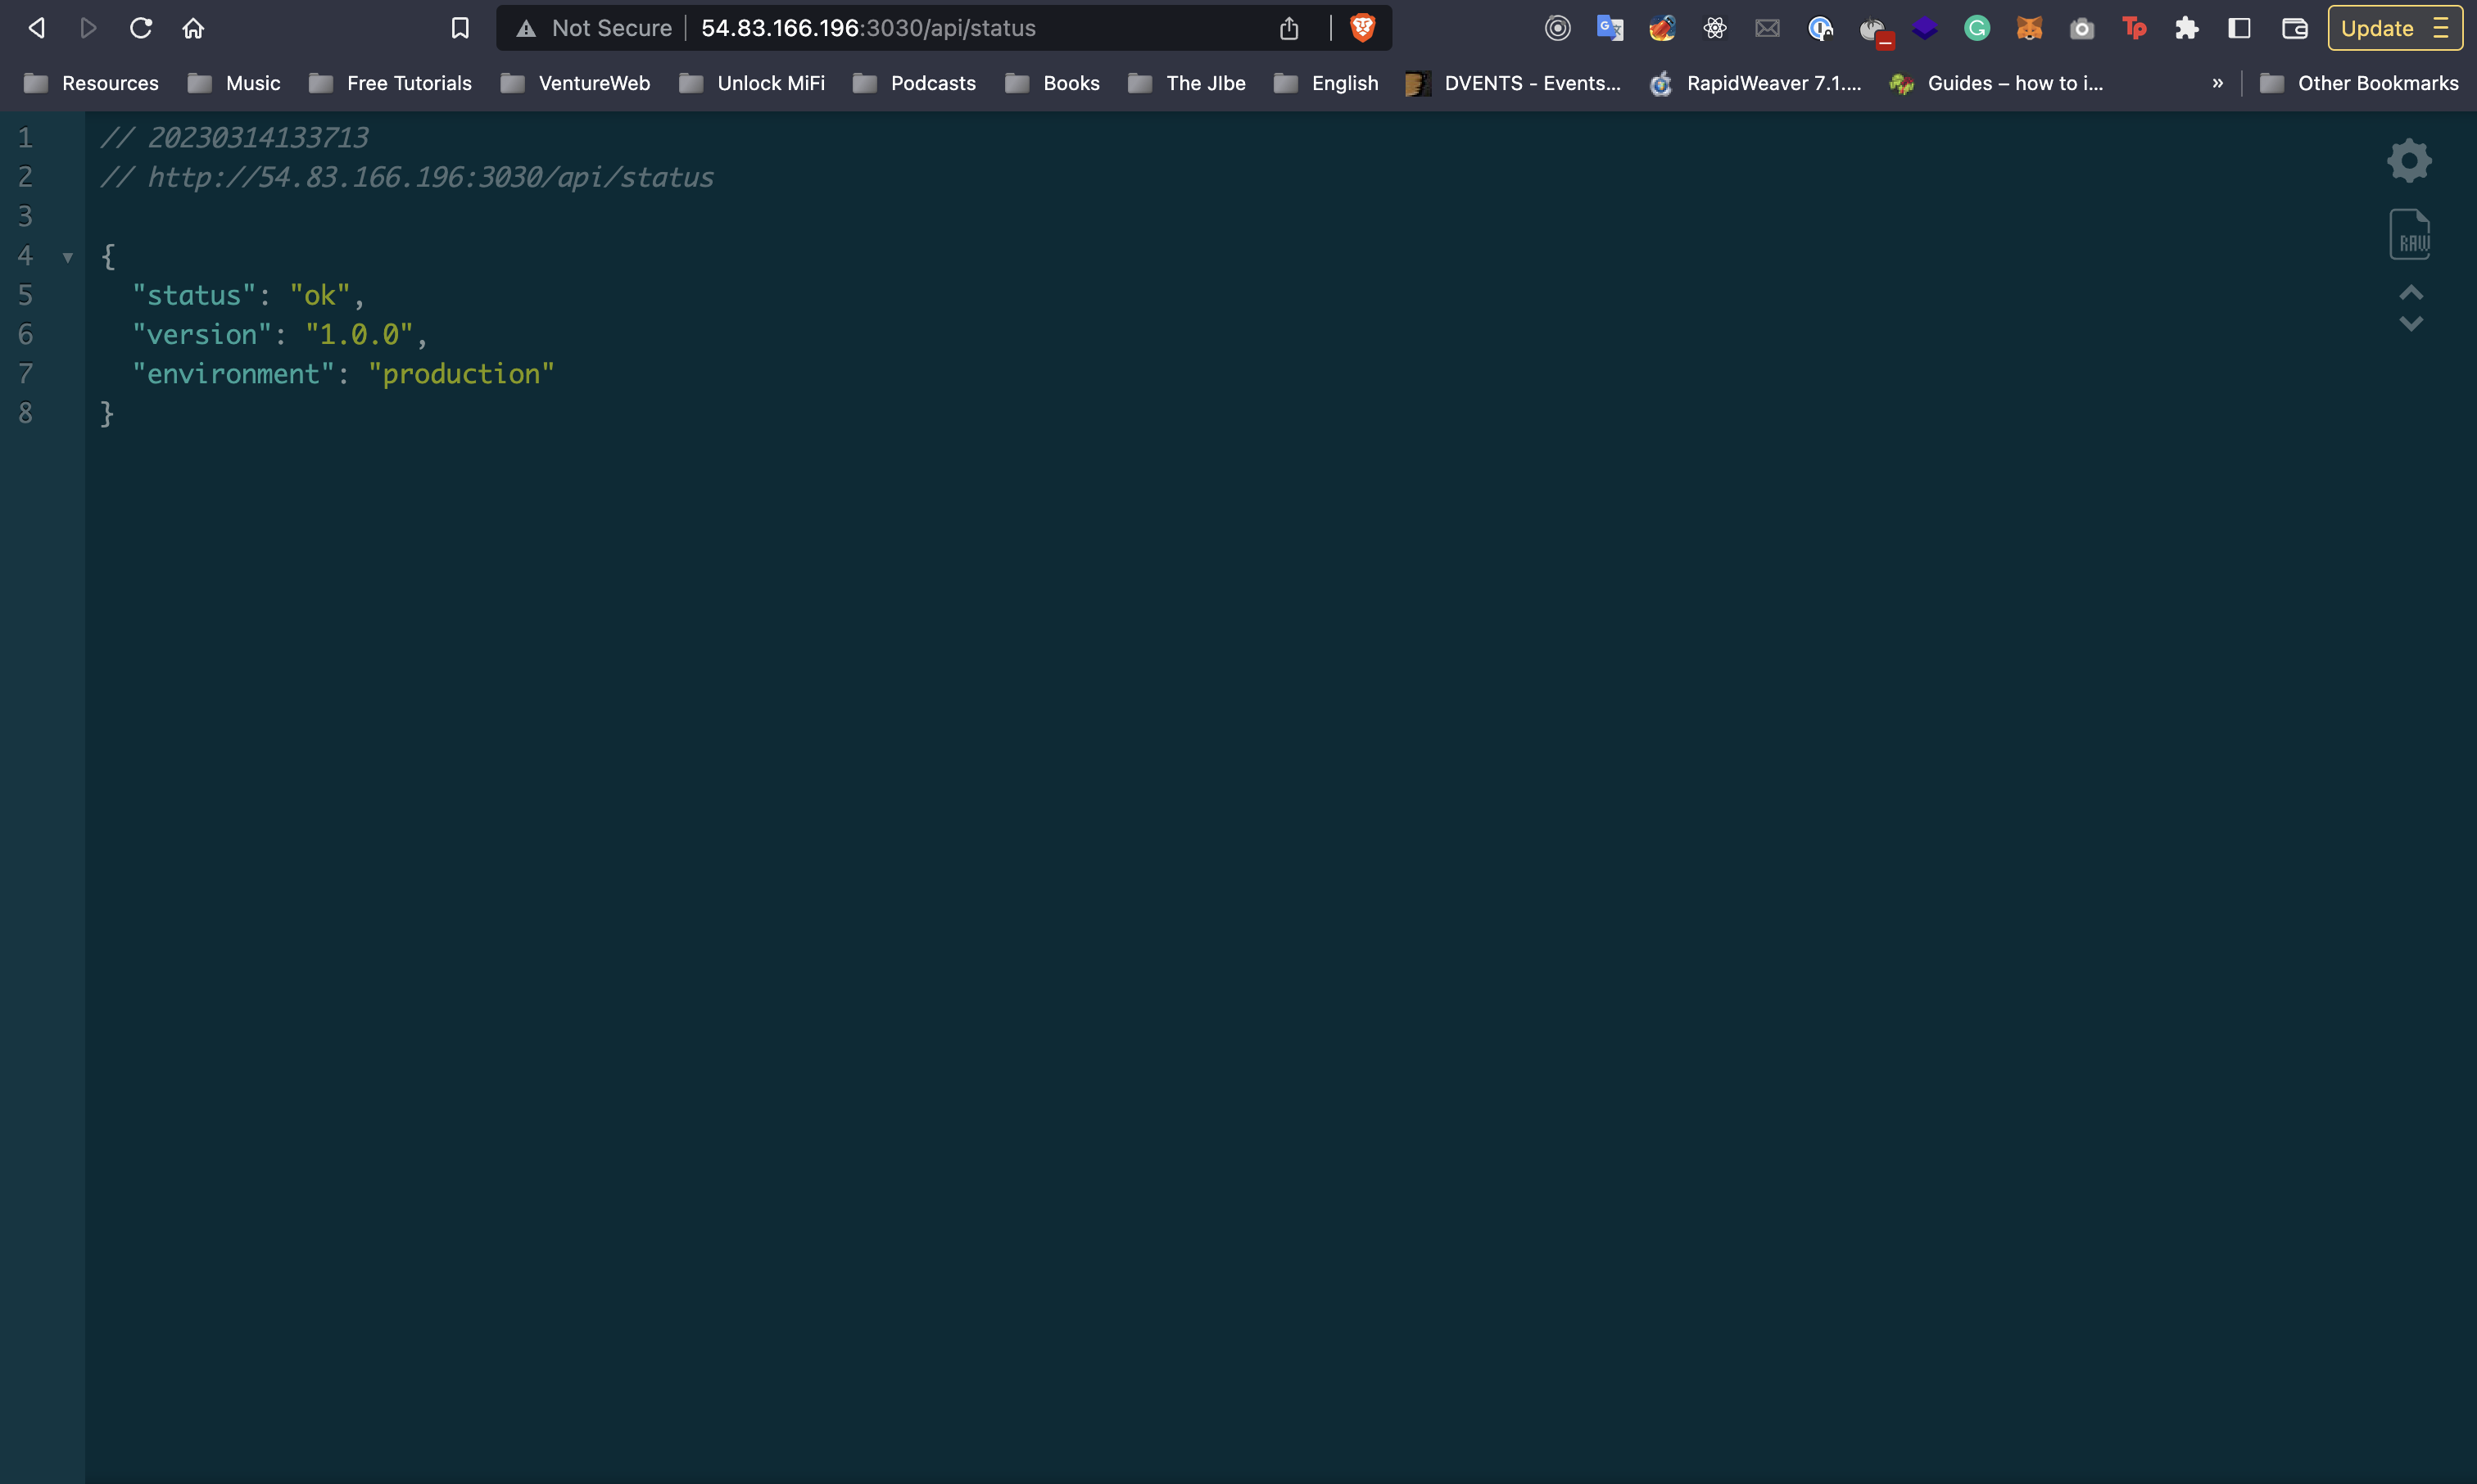 Not Secure 54.83.166.196:3030/api/status Update
Resources Music Free Tutorials VentureWeb Unlock MiFi Podcasts Books The JIbe English DVENTS - Events... RapidWeaver 7.1.... Guides – how to i... » Other Bookmarks
1 // 20230314133713
2 // http://54.83.166.196:3030/api/status
3
4 {
5 "status": "ok",
6 "version": "1.0.0",
7 "environment": "production"
8 }
RAW